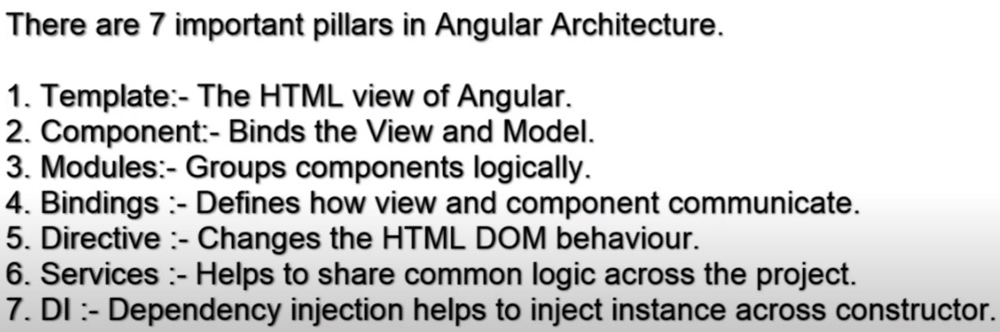 There are 7 important pillars in Angular Architecture.
1. Template:- The HTML view of Angular.
2. Component:- Binds the View and Model.
3. Modules:- Groups components logically.
4. Bindings :- Defines how view and component communicate.
5. Directive :- Changes the HTML DOM behaviour.
6. Services :- Helps to share common logic across the project.
7. DI :- Dependency injection helps to inject instance across constructor.